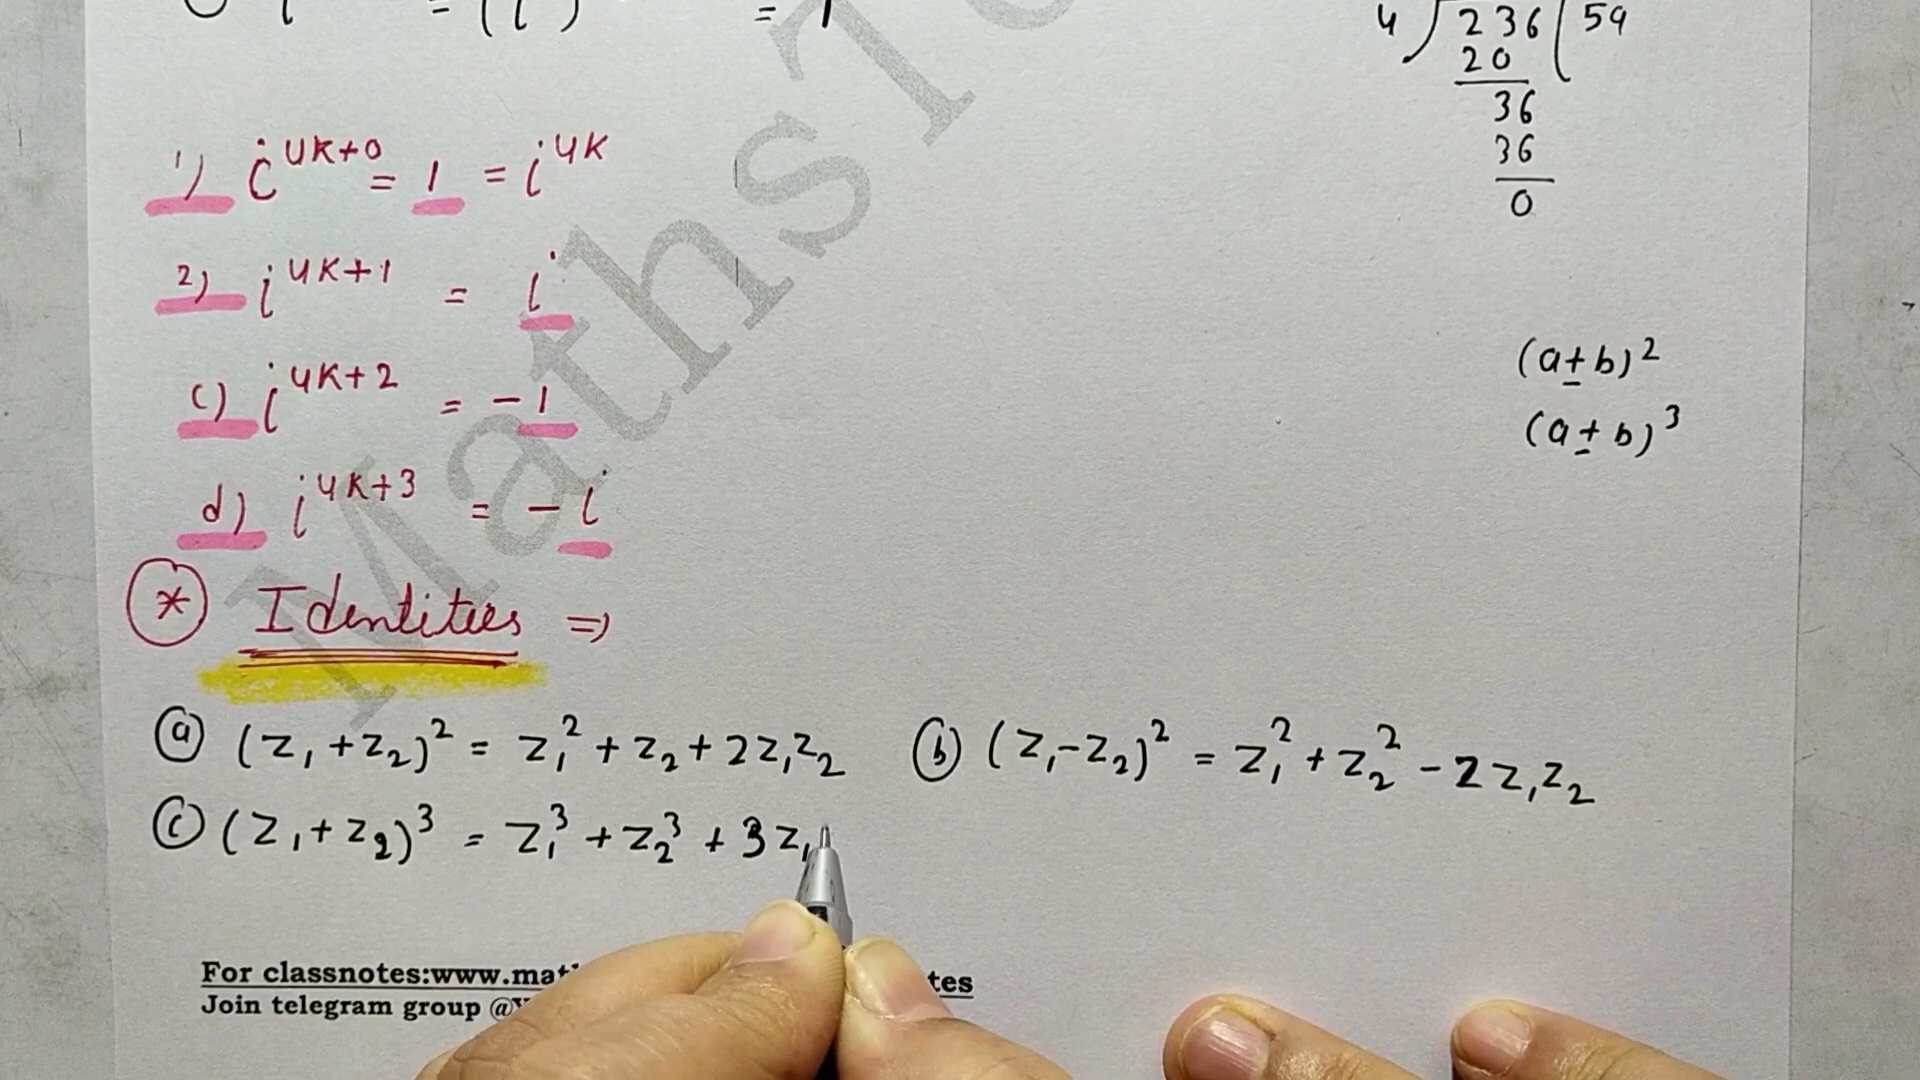 = (i ) = 1
4 ) 236 ( 59
20
36
36
0
1) i^4K+0 = 1 = i^4K
2) i^4K+1 = i
c) i^4K+2 = -1
d) i^4K+3 = -i
(a±b)^2
(a±b)^3
* Identities ⇒
(a) (z₁+z₂)² = z₁² + z₂ + 2z₁z₂ (b) (z₁-z₂)² = z₁² + z₂² - 2z₁z₂
(c) (z₁+z₂)³ = z₁³ + z₂³ + 3z₁
For classnotes:www.mat tes
Join telegram group @
Maths